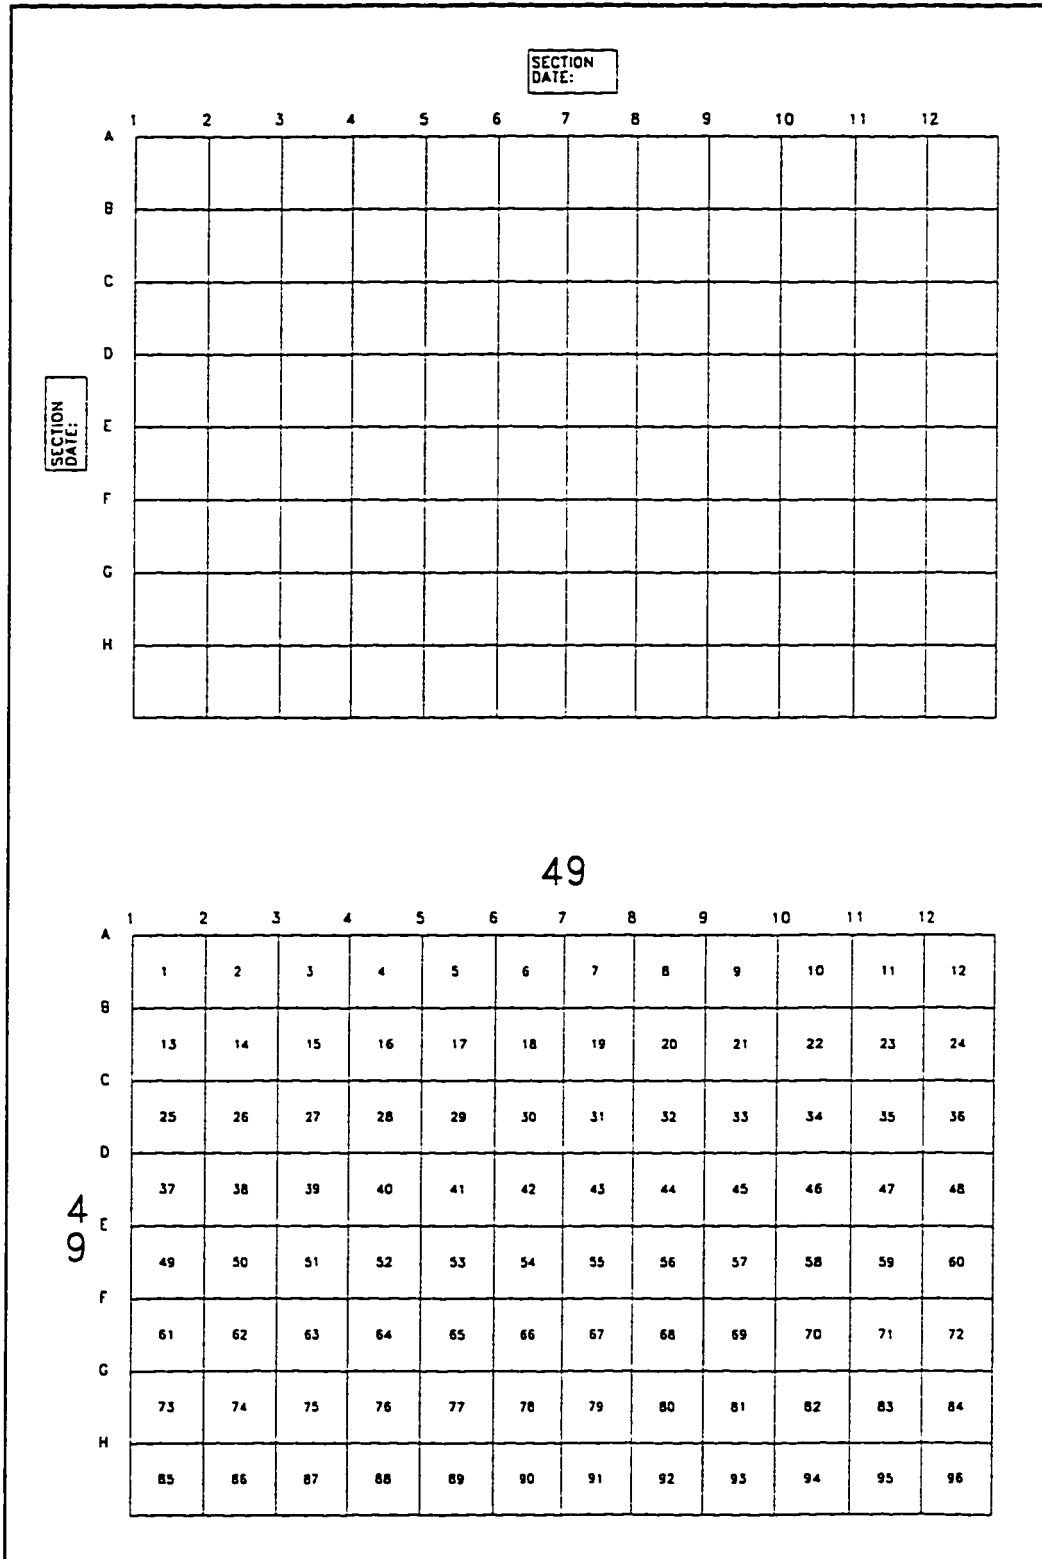 SECTION
DATE:
1 2 3 4 5 6 7 8 9 10 11 12
A
B
C
D
SECTION
DATE:
E
F
G
H
49
1 2 3 4 5 6 7 8 9 10 11 12
A
1 2 3 4 5 6 7 8 9 10 11 12
B
13 14 15 16 17 18 19 20 21 22 23 24
C
25 26 27 28 29 30 31 32 33 34 35 36
D
37 38 39 40 41 42 43 44 45 46 47 48
4
9
E
49 50 51 52 53 54 55 56 57 58 59 60
F
61 62 63 64 65 66 67 68 69 70 71 72
G
73 74 75 76 77 78 79 80 81 82 83 84
H
85 86 87 88 89 90 91 92 93 94 95 96